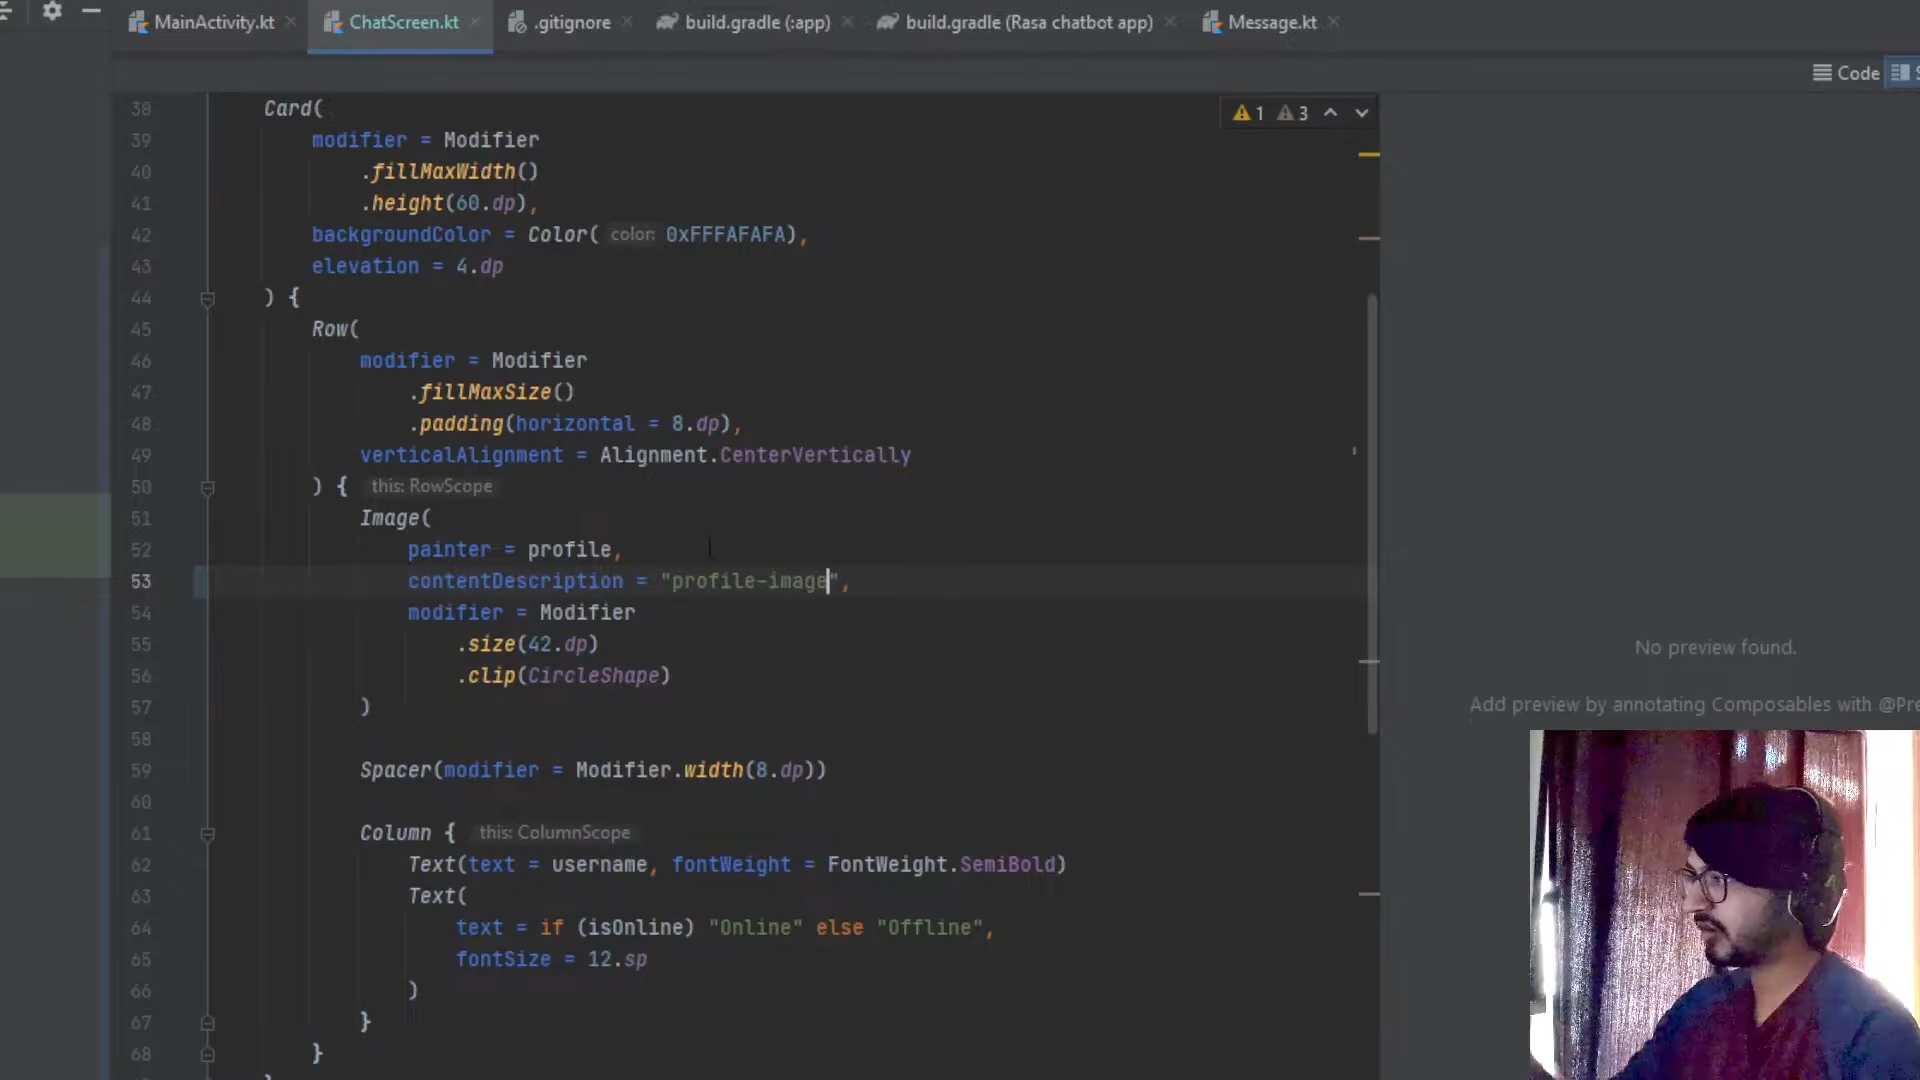 MainActivity.kt
ChatScreen.kt
.gitignore
build.gradle (:app)
build.gradle (Rasa chatbot app)
Message.kt
Code
1
3
38 Card(
39 modifier = Modifier
40 .fillMaxWidth()
41 .height(60.dp),
42 backgroundColor = Color( color: 0xFFFAFAFA),
43 elevation = 4.dp
44 ) {
45 Row(
46 modifier = Modifier
47 .fillMaxSize()
48 .padding(horizontal = 8.dp),
49 verticalAlignment = Alignment.CenterVertically
50 ) { this: RowScope
51 Image(
52 painter = profile,
53 contentDescription = "profile-image",
54 modifier = Modifier
55 .size(42.dp)
56 .clip(CircleShape)
57 )
58
59 Spacer(modifier = Modifier.width(8.dp))
60
61 Column { this: ColumnScope
62 Text(text = username, fontWeight = FontWeight.SemiBold)
63 Text(
64 text = if (isOnline) "Online" else "Offline",
65 fontSize = 12.sp
66 )
67 }
68 }
No preview found.
Add preview by annotating Composables with @Pre